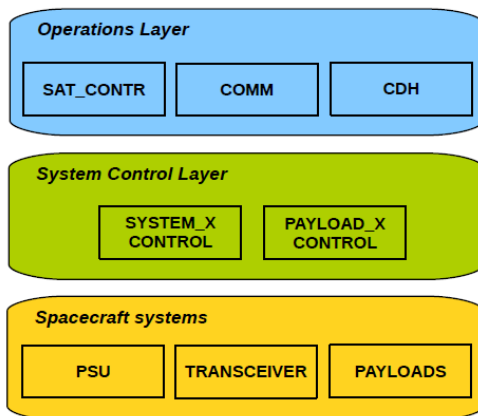 Operations Layer
SAT_CONTR COMM CDH
System Control Layer
SYSTEM_X PAYLOAD_X
CONTROL CONTROL
Spacecraft systems
PSU TRANSCEIVER PAYLOADS